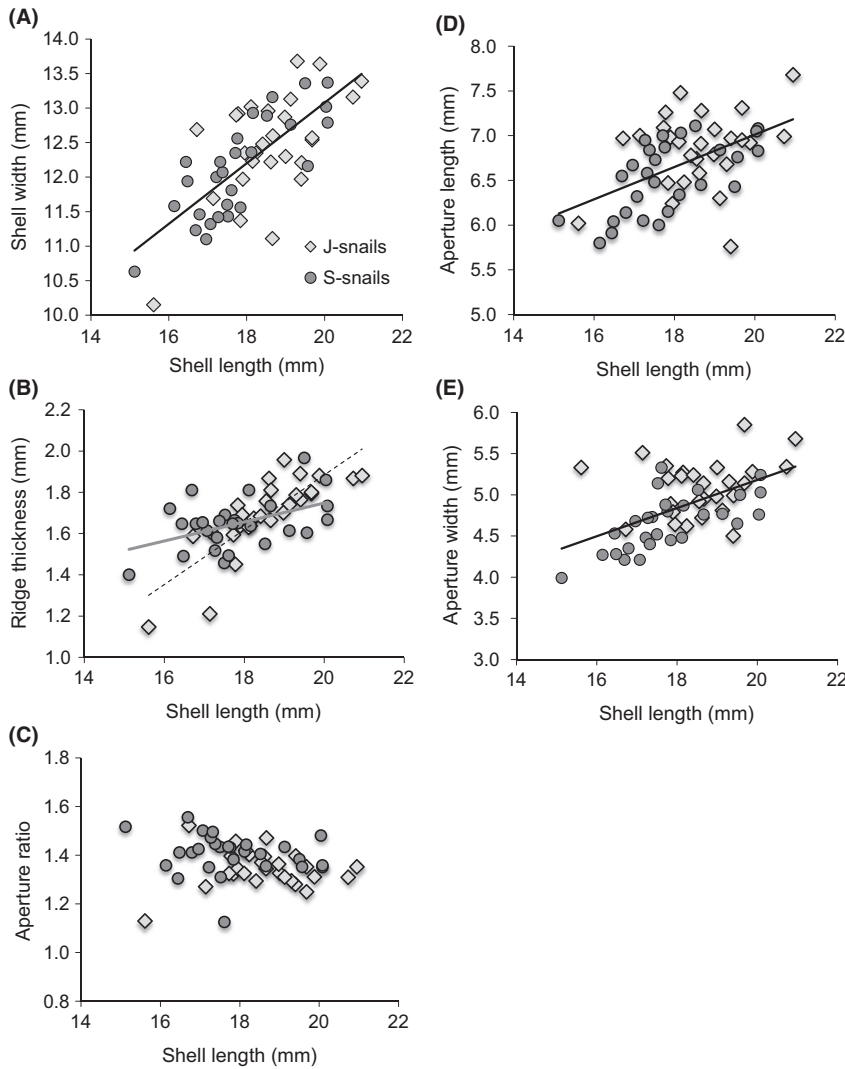 (A)
14.0
13.5
13.0
12.5
12.0
11.5
11.0
10.5
10.0
Shell width (mm)
J-snails
S-snails
14 16 18 20 22
Shell length (mm)
(B)
2.2
2.0
1.8
1.6
1.4
1.2
1.0
Ridge thickness (mm)
14 16 18 20 22
Shell length (mm)
(C)
1.8
1.6
1.4
1.2
1.0
0.8
Aperture ratio
14 16 18 20 22
Shell length (mm)
(D)
8.0
7.5
7.0
6.5
6.0
5.5
5.0
Aperture length (mm)
14 16 18 20 22
Shell length (mm)
(E)
6.0
5.5
5.0
4.5
4.0
3.5
3.0
Aperture width (mm)
14 16 18 20 22
Shell length (mm)